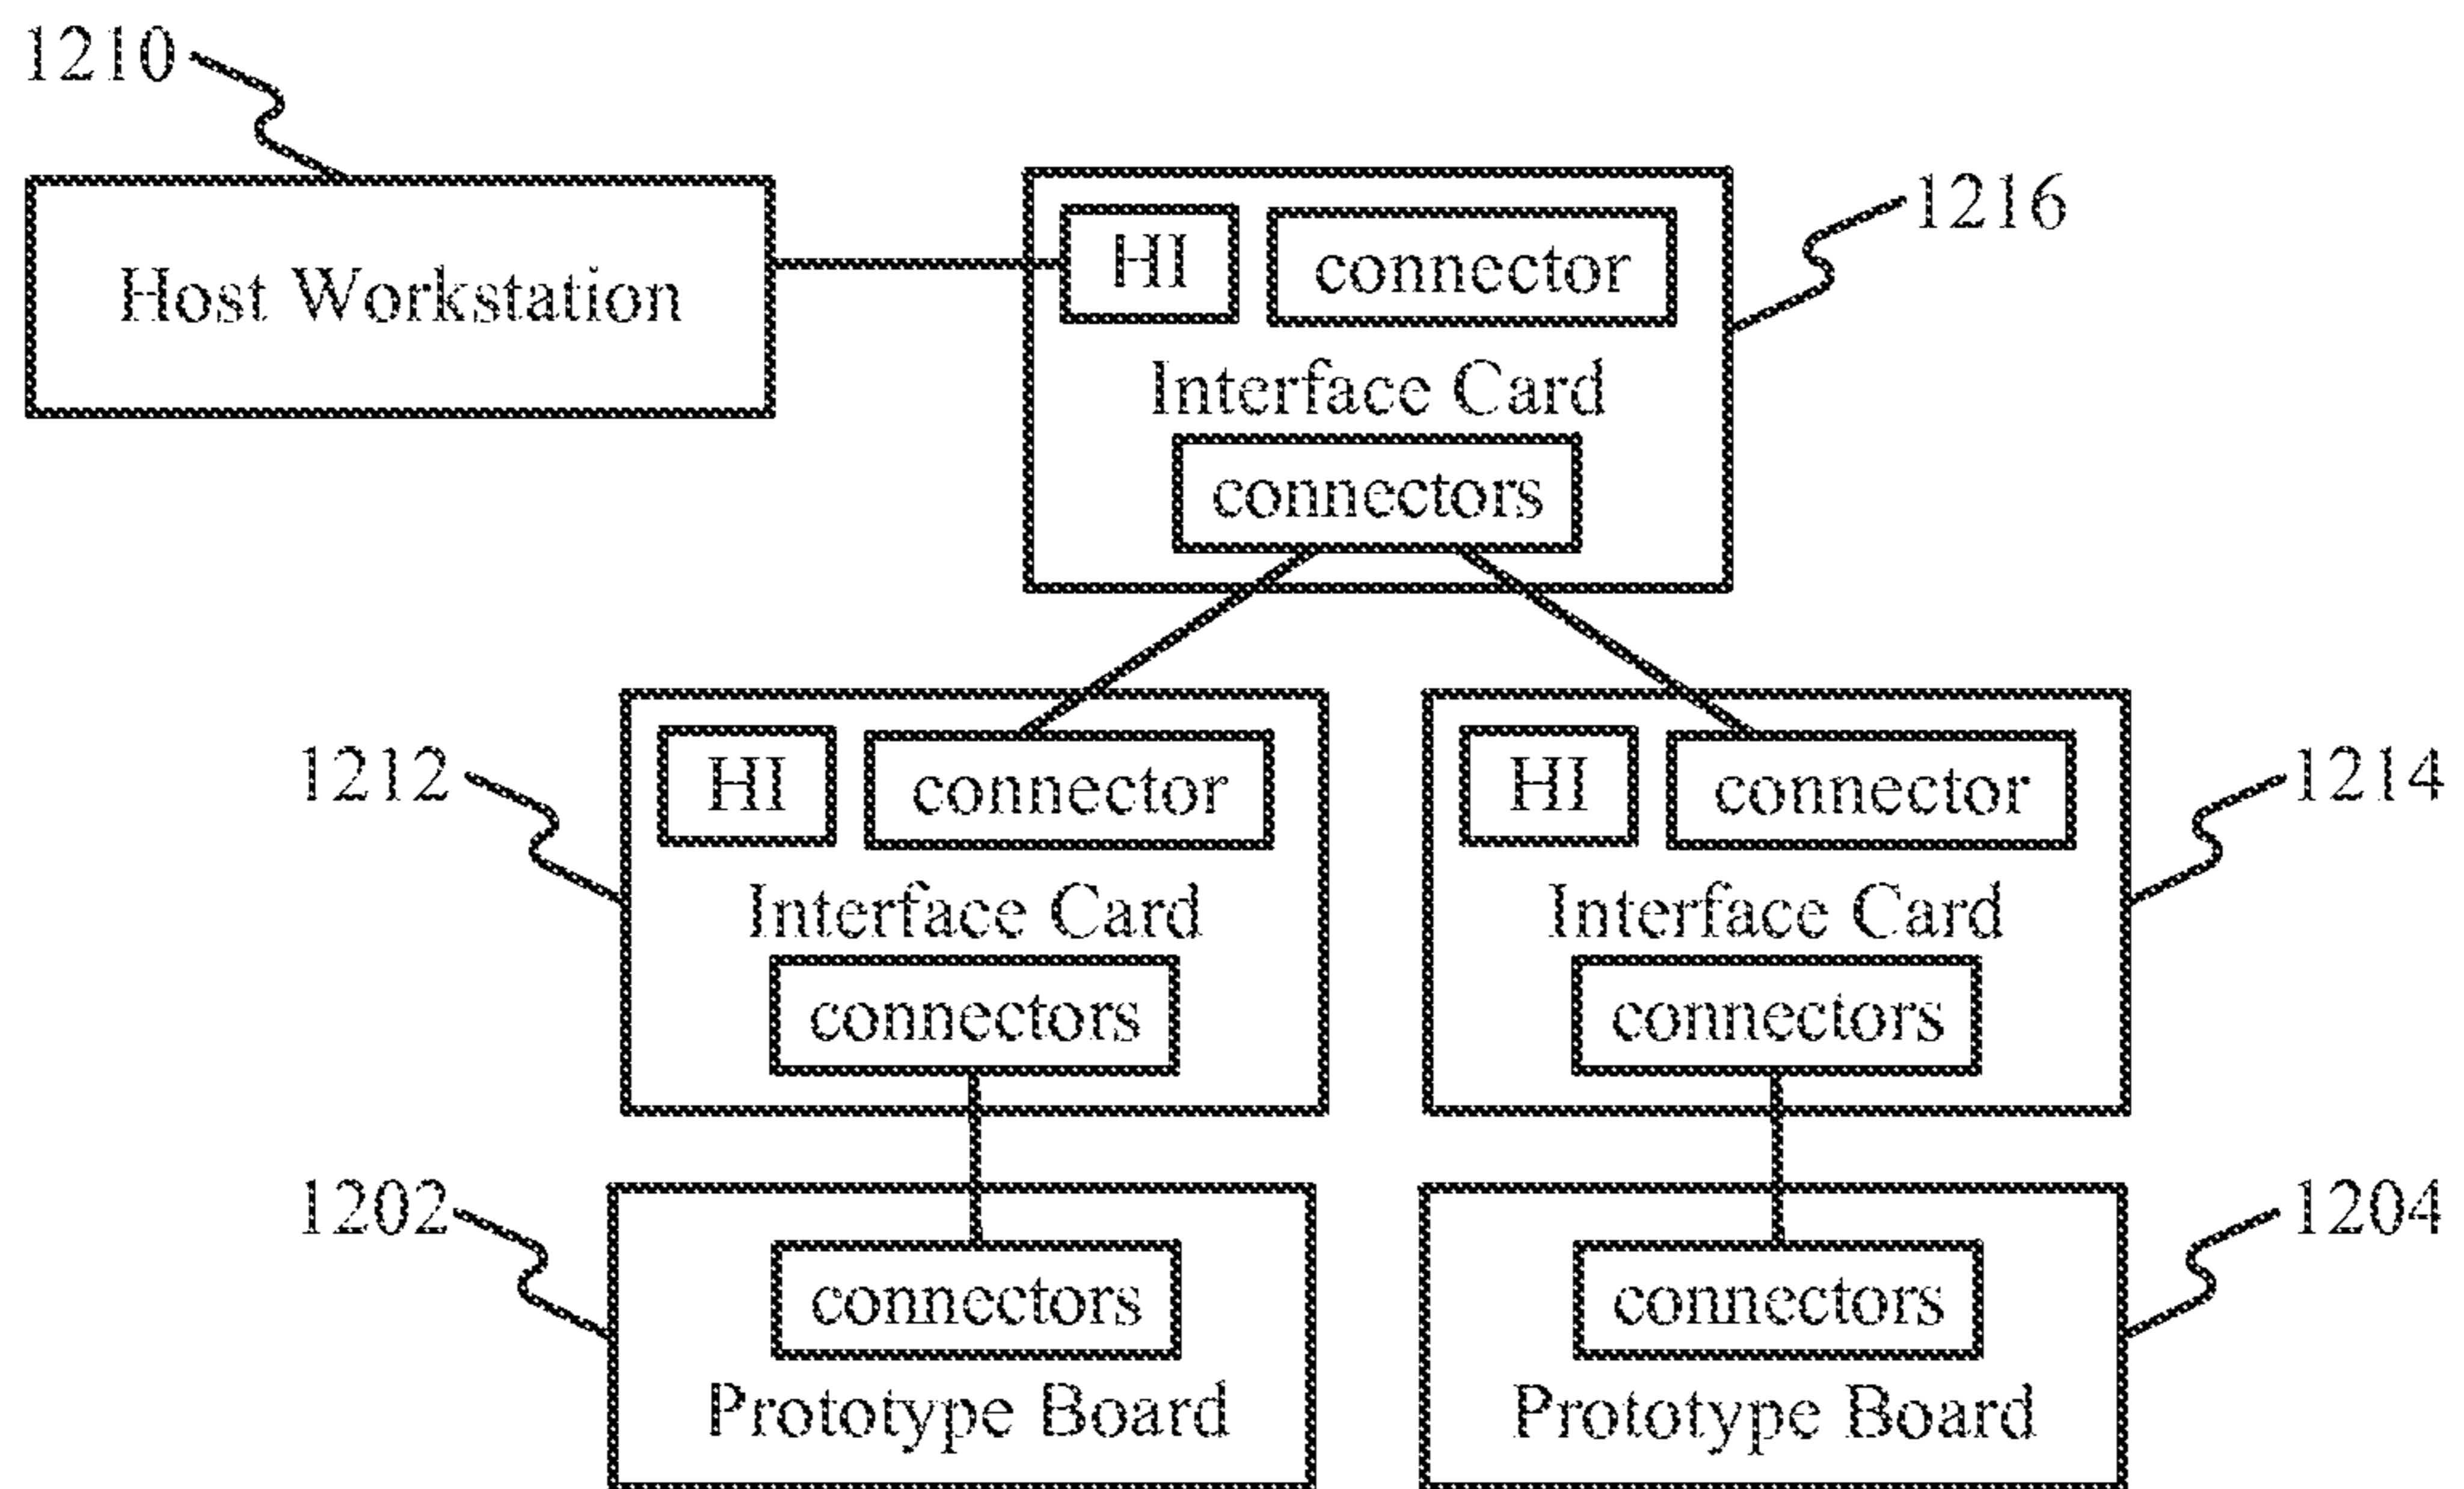 1210
Host Workstation
HI
connector
1216
Interface Card
connectors
1212
HI
connector
Interface Card
connectors
HI
connector
1214
Interface Card
connectors
1202
connectors
Prototype Board
connectors
1204
Prototype Board